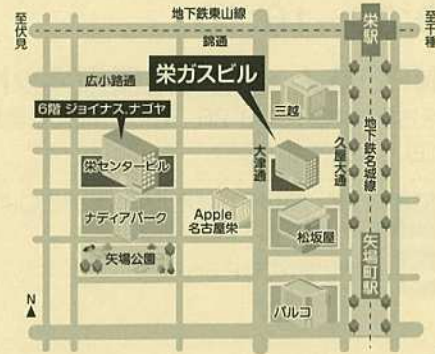 地下鉄東山線
至伏見
錦通
栄駅
至千種
広小路通
栄ガスビル
6階 ジョイナス.ナゴヤ
三越
栄センタービル
大津通
久屋大通
地下鉄名城線
ナディアパーク
Apple
名古屋栄
松坂屋
矢場公園
矢場町駅
N
パルコ